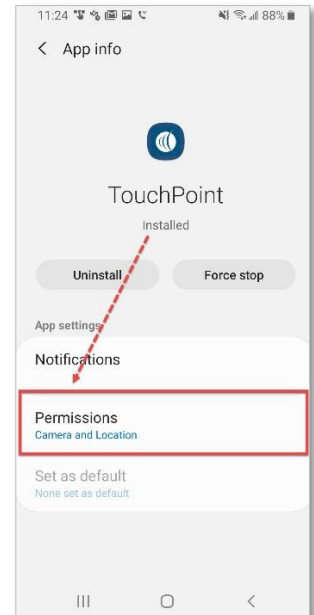 11:24 88%
App info
TouchPoint
Installed
Uninstall Force stop
App settings
Notifications
Permissions
Camera and Location
Set as default
None set as default